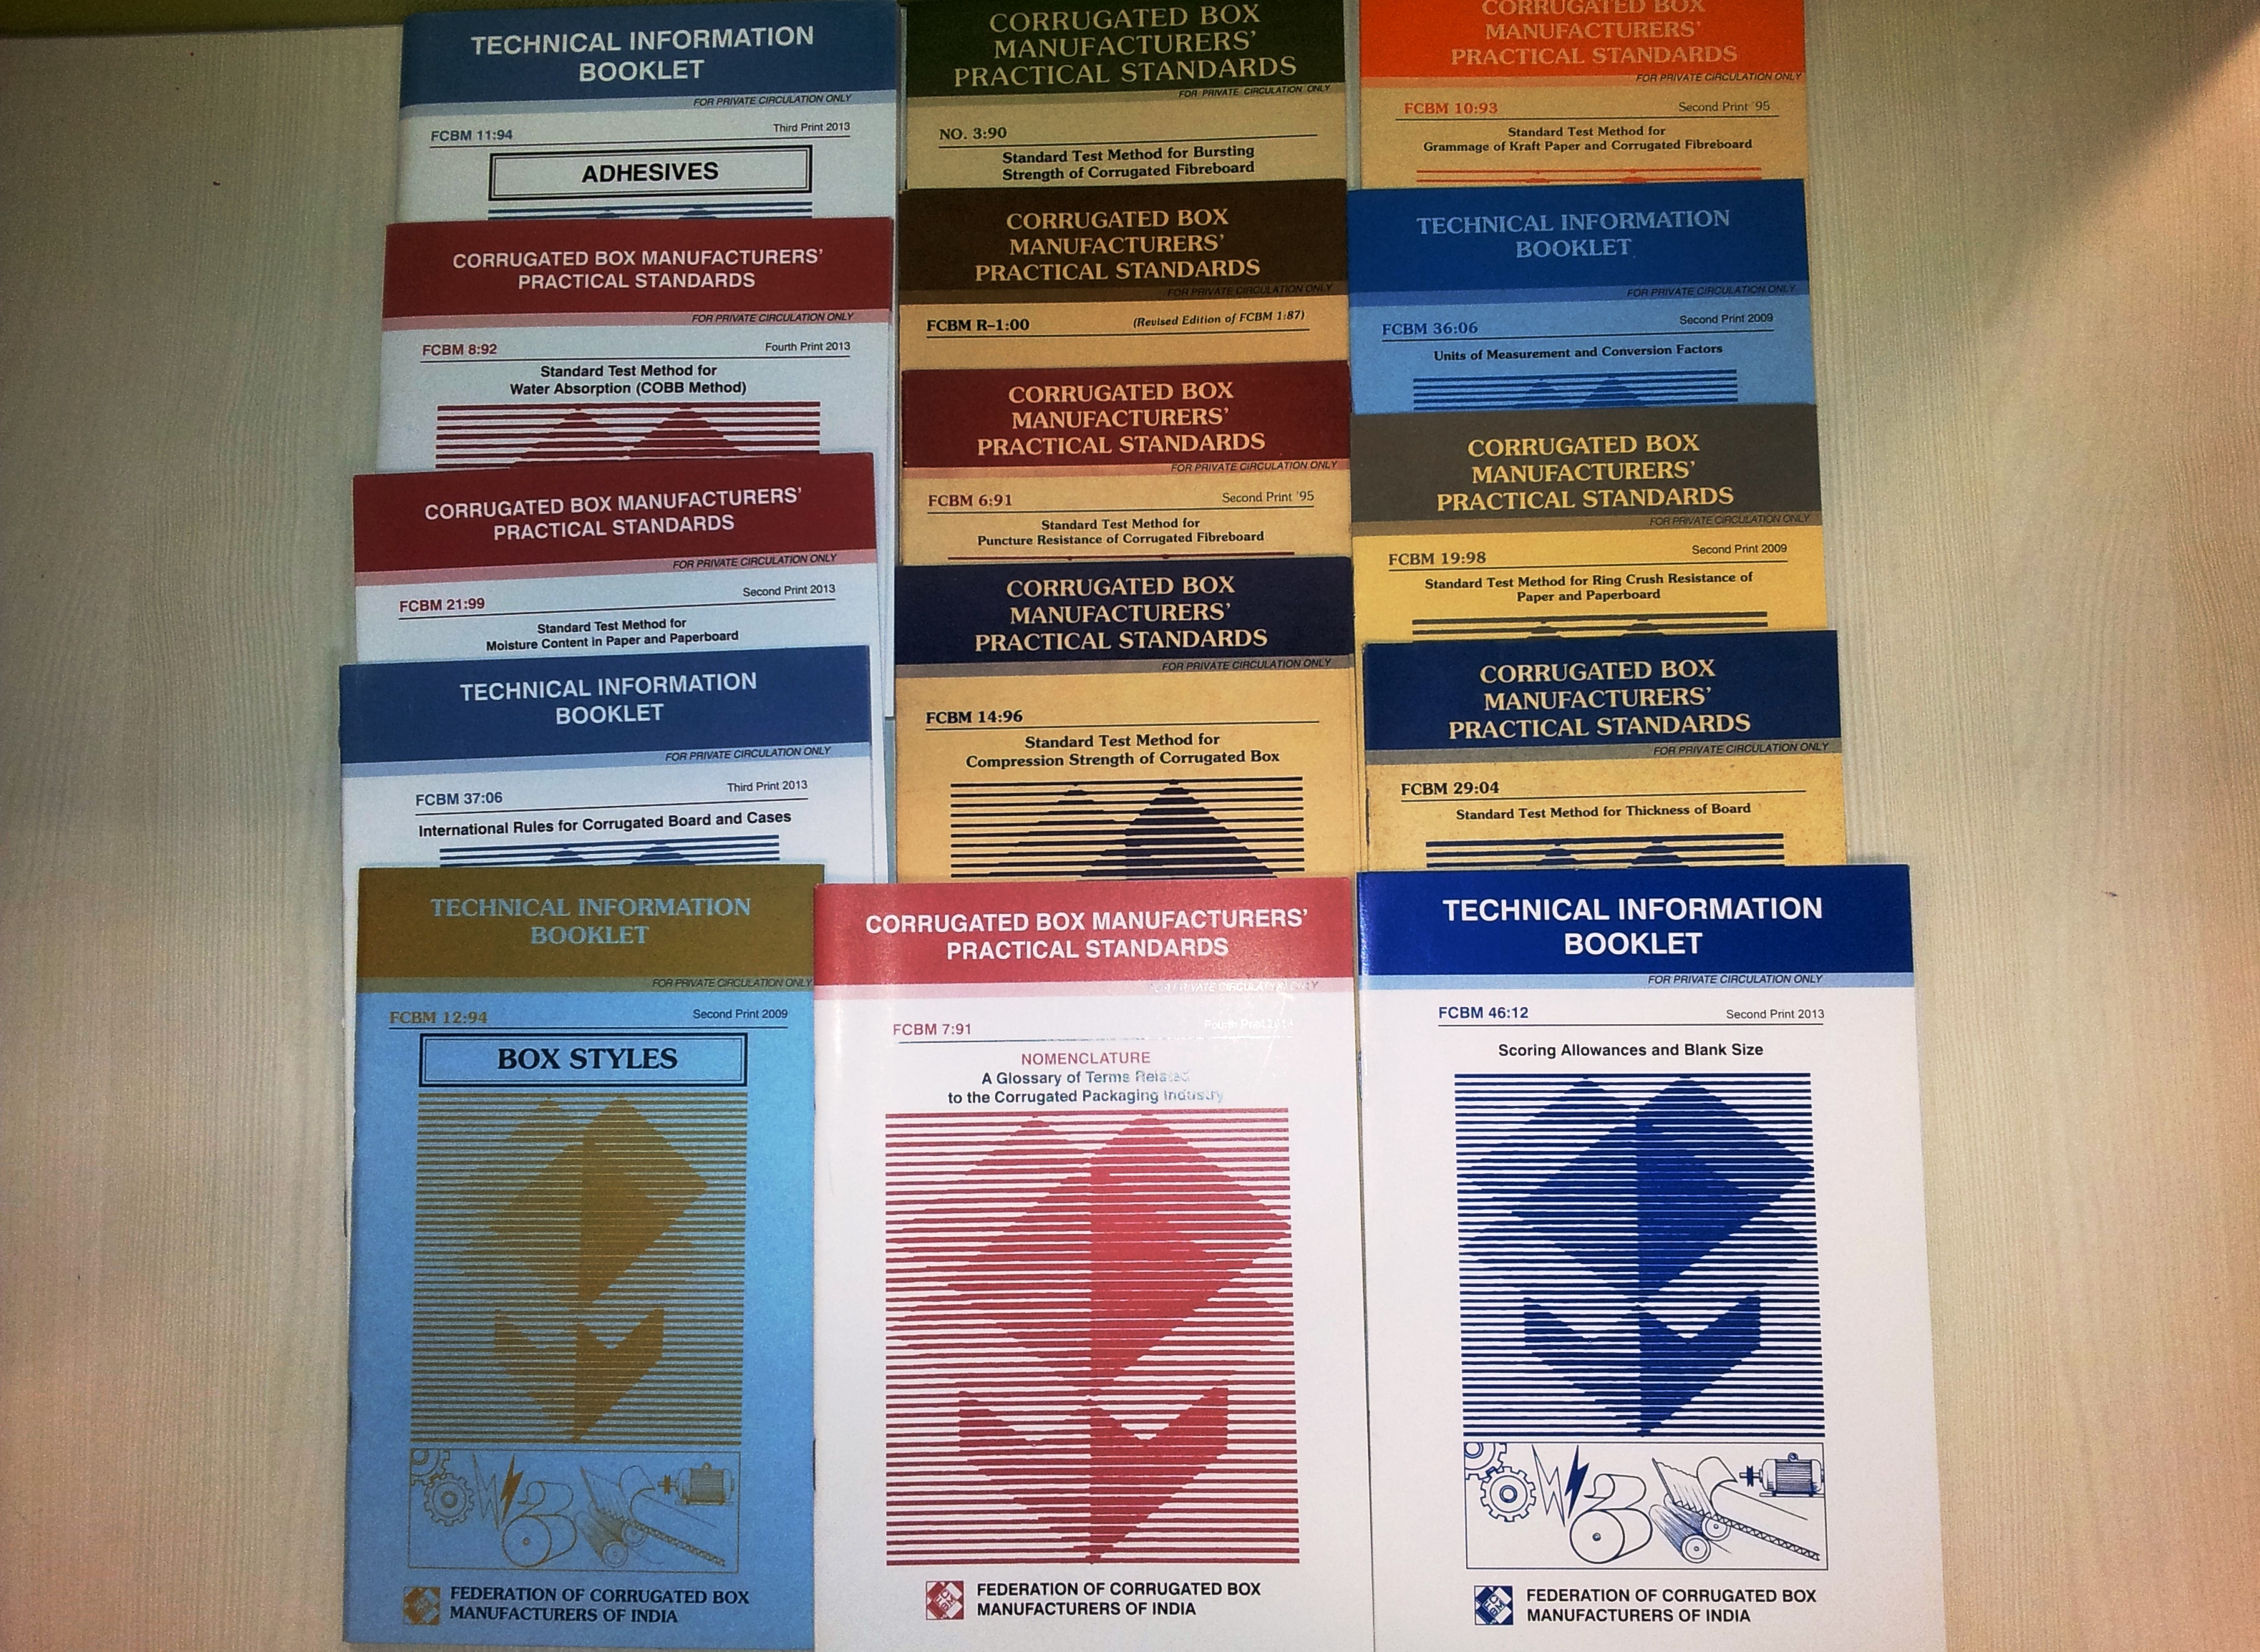 TECHNICAL INFORMATION
BOOKLET
FOR PRIVATE CIRCULATION ONLY
FCBM 11:94
Third Print 2013
ADHESIVES
CORRUGATED BOX MANUFACTURERS'
PRACTICAL STANDARDS
FOR PRIVATE CIRCULATION ONLY
FCBM 8:92
Fourth Print 2013
Standard Test Method for
Water Absorption (COBB Method)
CORRUGATED BOX MANUFACTURERS'
PRACTICAL STANDARDS
FOR PRIVATE CIRCULATION ONLY
FCBM 21:99
Second Print 2013
Standard Test Method for
Moisture Content in Paper and Paperboard
TECHNICAL INFORMATION
BOOKLET
FOR PRIVATE CIRCULATION ONLY
FCBM 37:06
Third Print 2013
International Rules for Corrugated Board and Cases
TECHNICAL INFORMATION
BOOKLET
FOR PRIVATE CIRCULATION ONLY
FCBM 12:94
Second Print 2009
BOX STYLES
FEDERATION OF CORRUGATED BOX
MANUFACTURERS OF INDIA
CORRUGATED BOX
MANUFACTURERS'
PRACTICAL STANDARDS
FOR PRIVATE CIRCULATION ONLY
NO. 3:90
Standard Test Method for Bursting
Strength of Corrugated Fibreboard
CORRUGATED BOX
MANUFACTURERS'
PRACTICAL STANDARDS
FOR PRIVATE CIRCULATION ONLY
FCBM R-1:00
(Revised Edition of FCBM 1:87)
CORRUGATED BOX
MANUFACTURERS'
PRACTICAL STANDARDS
FOR PRIVATE CIRCULATION ONLY
FCBM 6:91
Second Print '95
Standard Test Method for
Puncture Resistance of Corrugated Fibreboard
CORRUGATED BOX
MANUFACTURERS'
PRACTICAL STANDARDS
FOR PRIVATE CIRCULATION ONLY
FCBM 14:96
Standard Test Method for
Compression Strength of Corrugated Box
CORRUGATED BOX MANUFACTURERS'
PRACTICAL STANDARDS
FOR PRIVATE CIRCULATION ONLY
FCBM 7:91
Fourth Print
NOMENCLATURE
A Glossary of Terms Related
to the Corrugated Packaging Industry
FEDERATION OF CORRUGATED BOX
MANUFACTURERS OF INDIA
CORRUGATED BOX
MANUFACTURERS'
PRACTICAL STANDARDS
FOR PRIVATE CIRCULATION ONLY
FCBM 10:93
Second Print '95
Standard Test Method for
Grammage of Kraft Paper and Corrugated Fibreboard
TECHNICAL INFORMATION
BOOKLET
FOR PRIVATE CIRCULATION ONLY
FCBM 36:06
Second Print 2009
Units of Measurement and Conversion Factors
CORRUGATED BOX
MANUFACTURERS'
PRACTICAL STANDARDS
FOR PRIVATE CIRCULATION ONLY
FCBM 19:98
Second Print 2009
Standard Test Method for Ring Crush Resistance of
Paper and Paperboard
CORRUGATED BOX
MANUFACTURERS'
PRACTICAL STANDARDS
FOR PRIVATE CIRCULATION ONLY
FCBM 29:04
Standard Test Method for Thickness of Board
TECHNICAL INFORMATION
BOOKLET
FOR PRIVATE CIRCULATION ONLY
FCBM 46:12
Second Print 2013
Scoring Allowances and Blank Size
FEDERATION OF CORRUGATED BOX
MANUFACTURERS OF INDIA